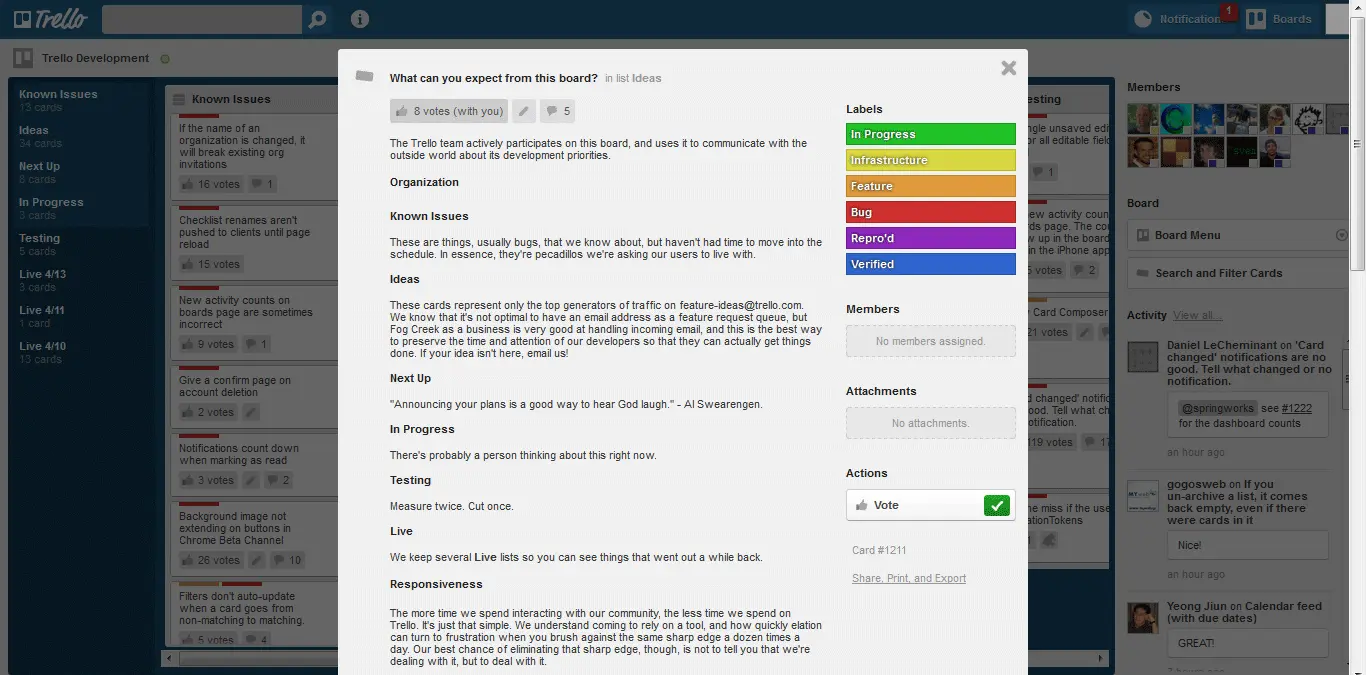 Trello
Notification
1
Boards
Trello Development
Known Issues
13 cards
Ideas
34 cards
Next Up
8 cards
In Progress
3 cards
Testing
5 cards
Live 4/13
3 cards
Live 4/11
1 card
Live 4/10
13 cards
Known Issues
If the name of an
organization is changed, it
will break existing org
invitations
16 votes 1
Checklist renames aren't
pushed to clients until page
reload
15 votes
New activity counts on
boards page are sometimes
incorrect
9 votes 1
Give a confirm page on
account deletion
2 votes
Notifications count down
when marking as read
3 votes 2
Background image not
extending on buttons in
Chrome Beta Channel
26 votes 10
Filters don't auto-update
when a card goes from
non-matching to matching.
5 votes 4
What can you expect from this board? in list Ideas
8 votes (with you) 5
The Trello team actively participates on this board, and uses it to communicate with the
outside world about its development priorities.
Organization
Known Issues
These are things, usually bugs, that we know about, but haven't had time to move into the
schedule. In essence, they're pecadillos we're asking our users to live with.
Ideas
These cards represent only the top generators of traffic on feature-ideas@trello.com.
We know that it's not optimal to have an email address as a feature request queue, but
Fog Creek as a business is very good at handling incoming email, and this is the best way
to preserve the time and attention of our developers so that they can actually get things
done. If your idea isn't here, email us!
Next Up
"Announcing your plans is a good way to hear God laugh." - Al Swearengen.
In Progress
There's probably a person thinking about this right now.
Testing
Measure twice. Cut once.
Live
We keep several Live lists so you can see things that went out a while back.
Responsiveness
The more time we spend interacting with our community, the less time we spend on
Trello. It's just that simple. We understand coming to rely on a tool, and how quickly elation
can turn to frustration when you brush against the same sharp edge a dozen times a
day. Our best chance of eliminating that sharp edge, though, is not to tell you that we're
dealing with it, but to deal with it.
Labels
In Progress
Infrastructure
Feature
Bug
Repro'd
Verified
Members
No members assigned.
Attachments
No attachments.
Actions
Vote
Card #1211
Share, Print, and Export
esting
ngle unsaved edi
or all editable field
1
ew activity coun
rds page. The co
w up in the board
n the iPhone app
votes 2
Card Composer
21 votes
d changed' notific
ood. Tell what ch
otification.
119 votes 17
ne miss if the use
ationTokens
Members
Board
Board Menu
Search and Filter Cards
Activity View all...
Daniel LeCheminant on 'Card
changed' notifications are no
good. Tell what changed or no
notification.
@springworks see #1222
for the dashboard counts
an hour ago
gogosweb on If you
un-archive a list, it comes
back empty, even if there
were cards in it
Nice!
an hour ago
Yeong Jiun on Calendar feed
(with due dates)
GREAT!